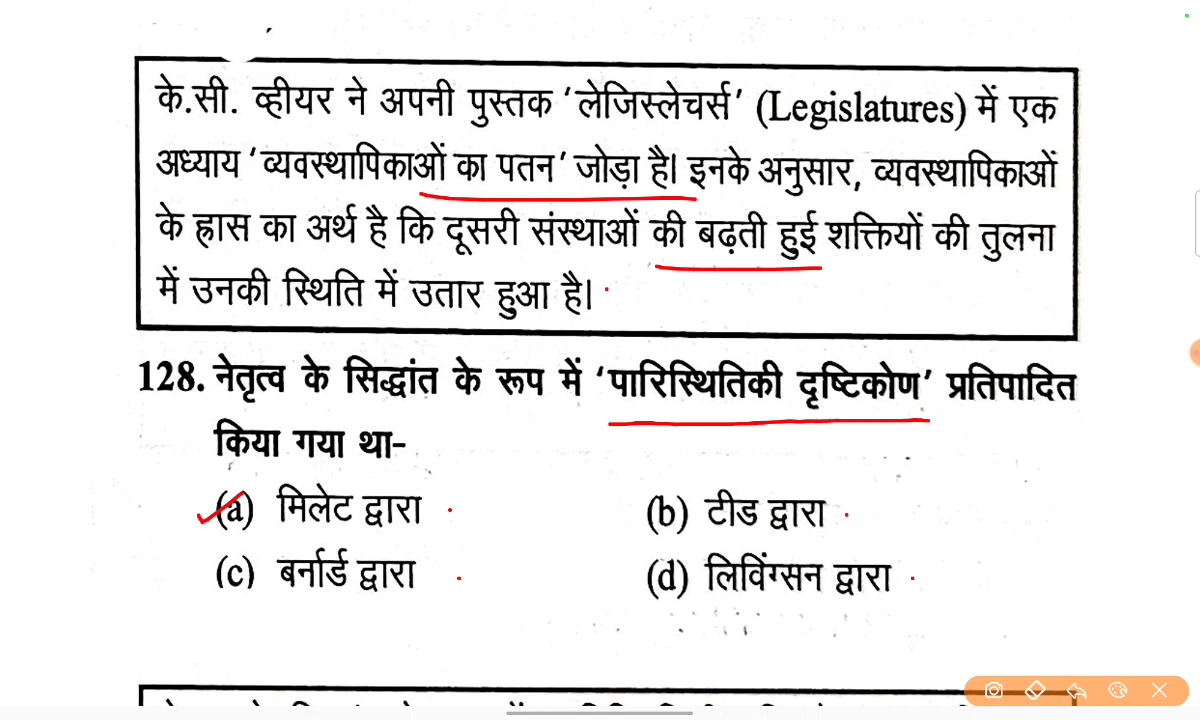 के.सी. व्हीयर ने अपनी पुस्तक 'लेजिस्लेचर्स' (Legislatures) में एक
अध्याय 'व्यवस्थापिकाओं का पतन' जोड़ा है। इनके अनुसार, व्यवस्थापिकाओं
के ह्रास का अर्थ है कि दूसरी संस्थाओं की बढ़ती हुई शक्तियों की तुलना
में उनकी स्थिति में उतार हुआ है।
128. नेतृत्व के सिद्धांत के रूप में 'पारिस्थितिकी दृष्टिकोण' प्रतिपादित
किया गया था-
(a) मिलेट द्वारा (b) टीड द्वारा
(c) बर्नार्ड द्वारा (d) लिविंग्सन द्वारा